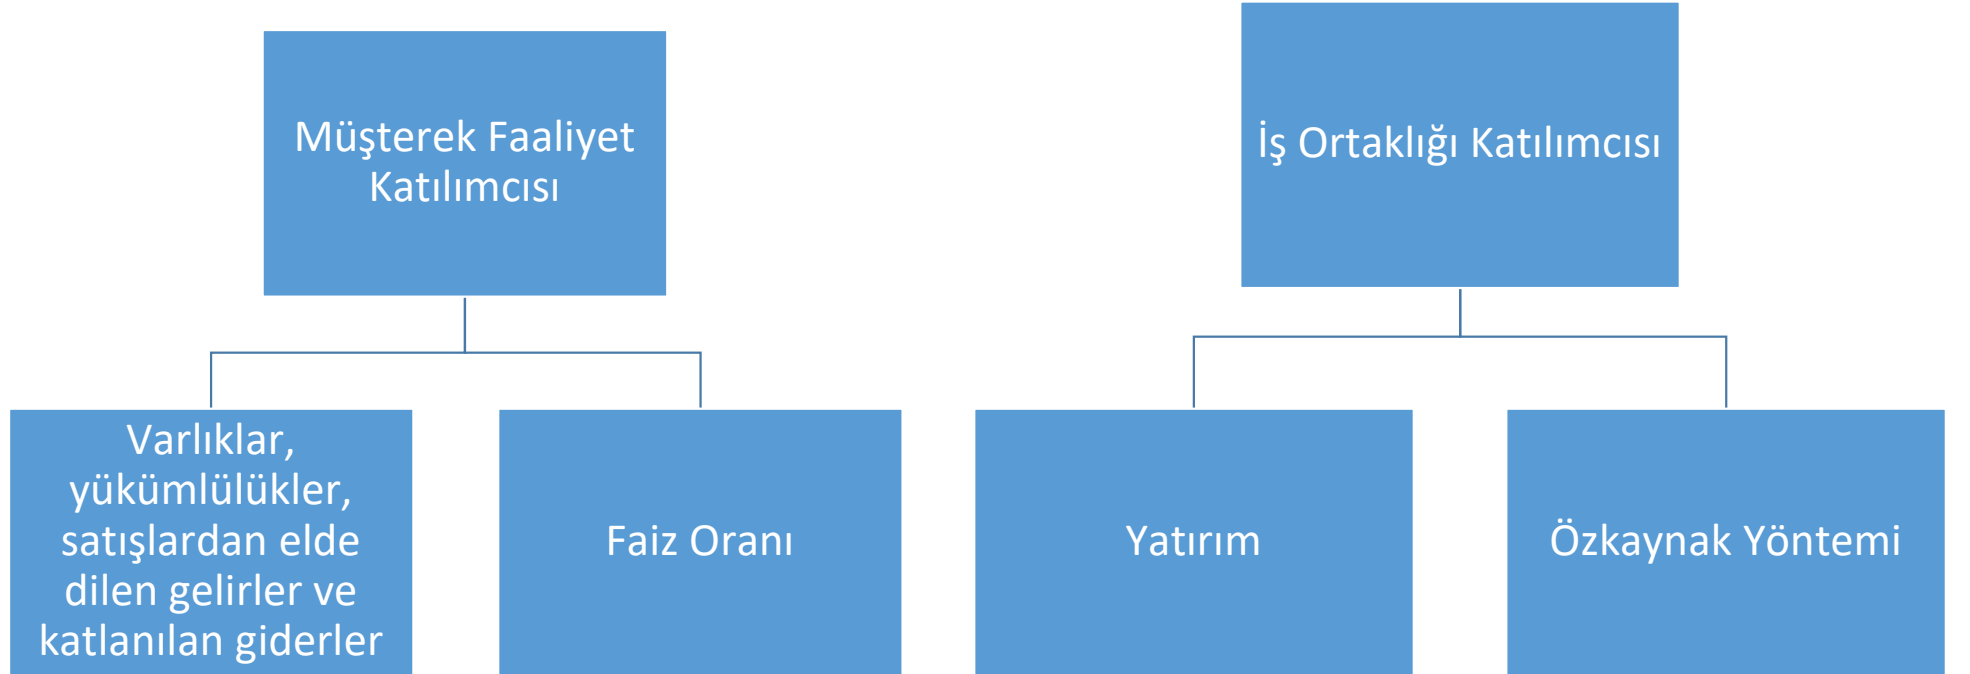 Müşterek Faaliyet
Katılımcısı
İş Ortaklığı Katılımcısı
Varlıklar,
yükümlülükler,
satışlardan elde
dilen gelirler ve
katlanılan giderler
Faiz Oranı
Yatırım
Özkaynak Yöntemi